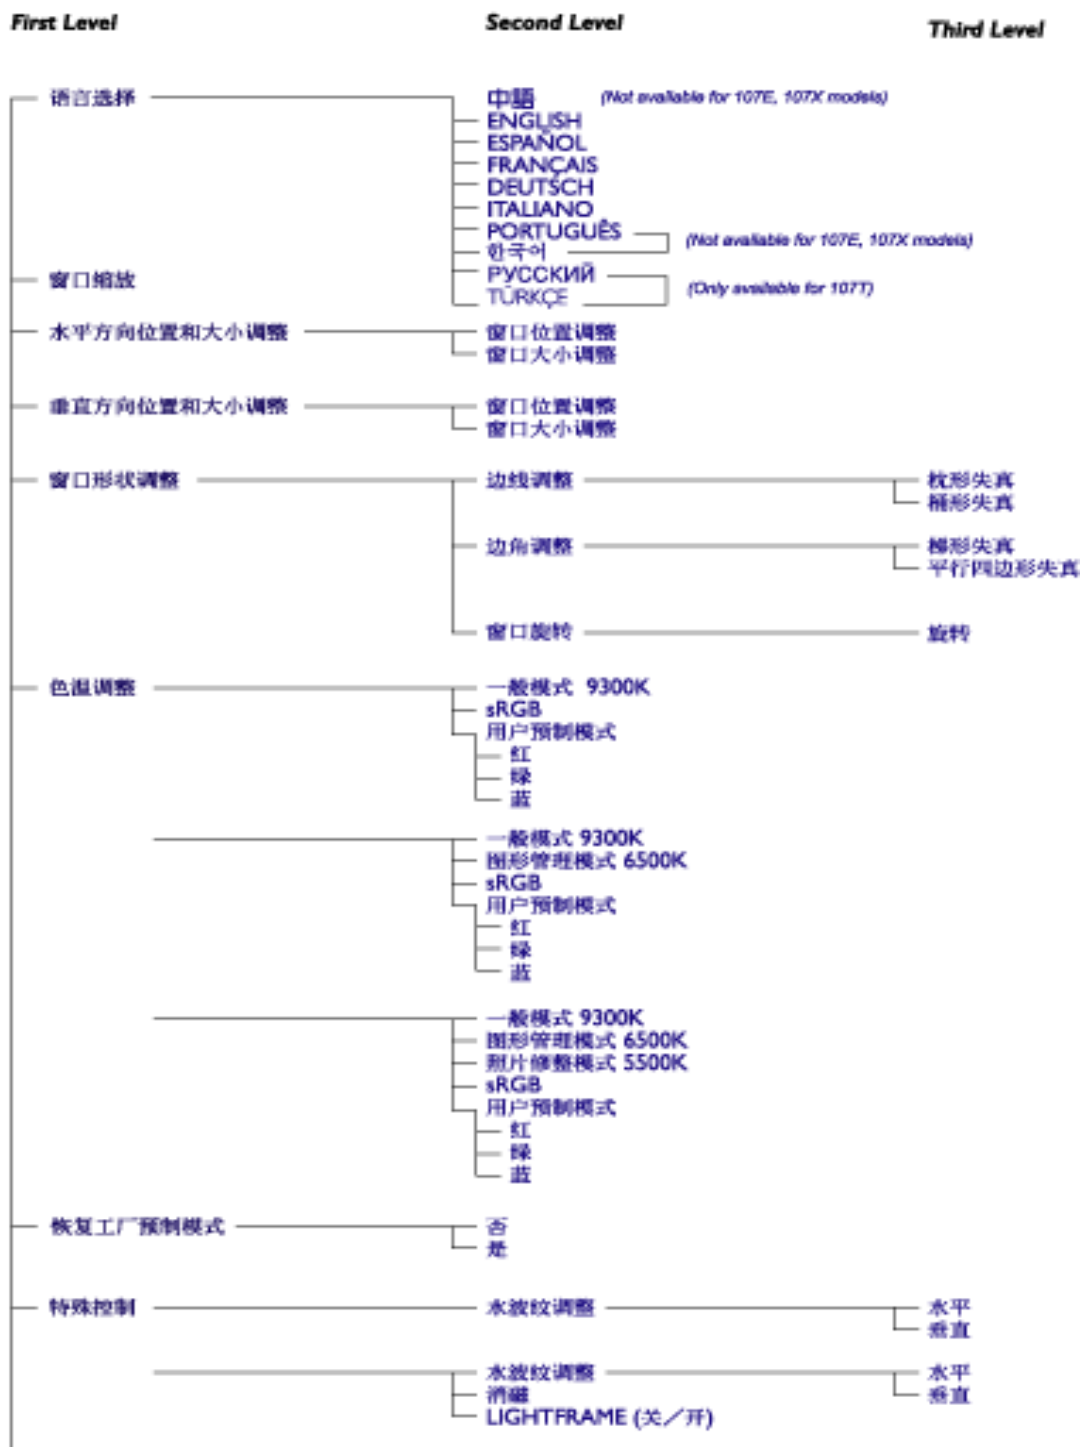 First Level Second Level Third Level
语言选择 中語 (Not available for 107E, 107X models)
ENGLISH
ESPAÑOL
FRANÇAIS
DEUTSCH
ITALIANO
PORTUGUÊS (Not available for 107E, 107X models)
한국어
窗口缩放 РУССКИЙ (Only available for 107T)
TÜRKÇE
水平方向位置和大小调整 窗口位置调整
窗口大小调整
垂直方向位置和大小调整 窗口位置调整
窗口大小调整
窗口形状调整 边线调整 枕形失真
桶形失真
边角调整 梯形失真
平行四边形失真
窗口旋转 旋转
色温调整 一般模式 9300K
sRGB
用户预制模式
红
绿
蓝
一般模式 9300K
图形管理模式 6500K
sRGB
用户预制模式
红
绿
蓝
一般模式 9300K
图形管理模式 6500K
照片修整模式 5500K
sRGB
用户预制模式
红
绿
蓝
恢复工厂预制模式 否
是
特殊控制 水波纹调整 水平
垂直
水波纹调整 水平
消磁 垂直
LIGHTFRAME (关／开)